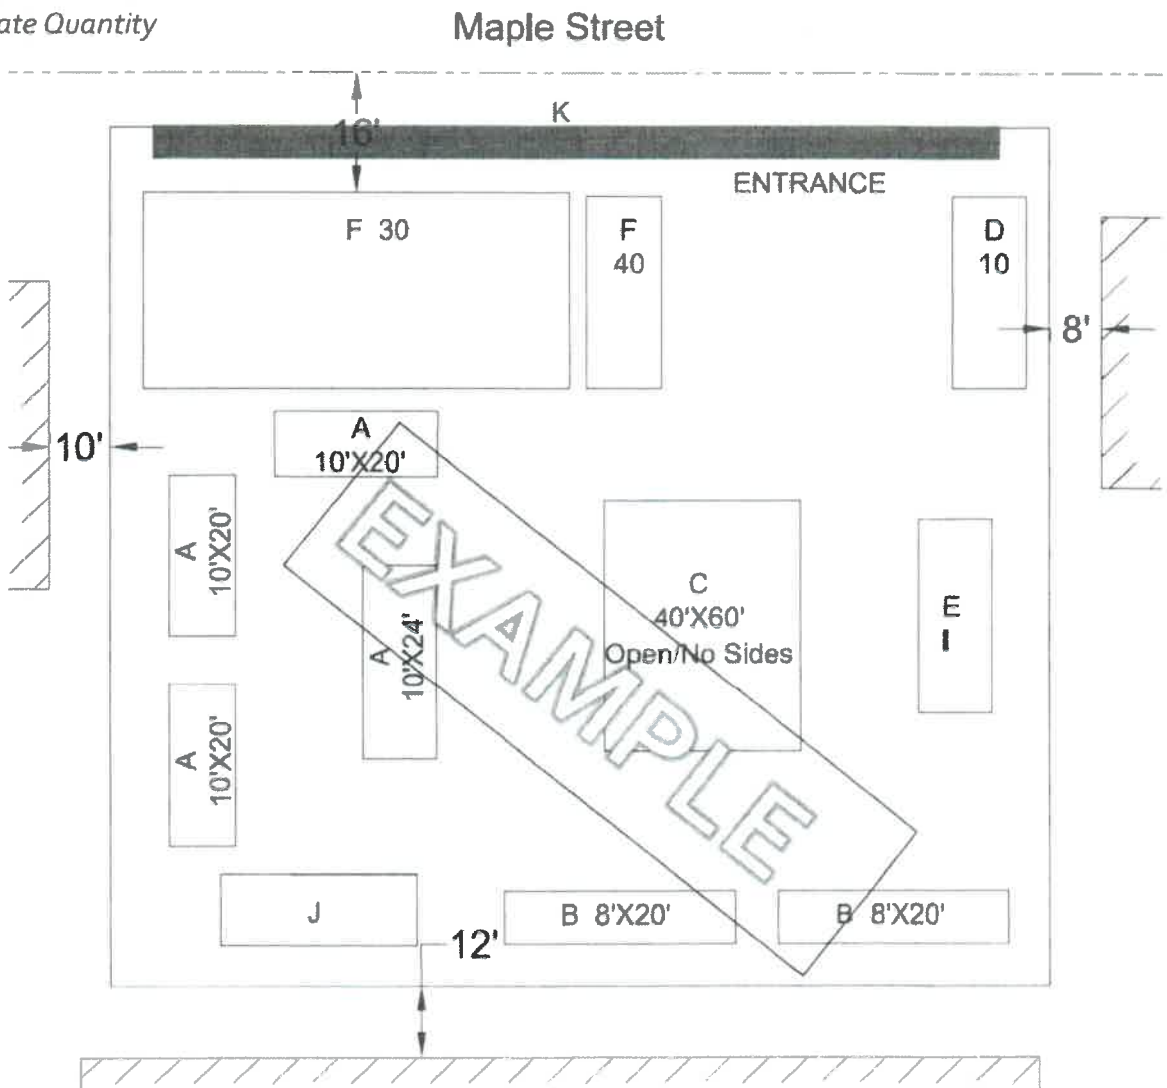 ate Quantity
Maple Street
K
16'
ENTRANCE
F 30
F
40
D
10
8'
10'
A
10'X20'
A
10'X20'
A
10'X24'
C
40'X60'
Open/No Sides
E
I
EXAMPLE
A
10'X20'
J
12'
B 8'X20'
B 8'X20'